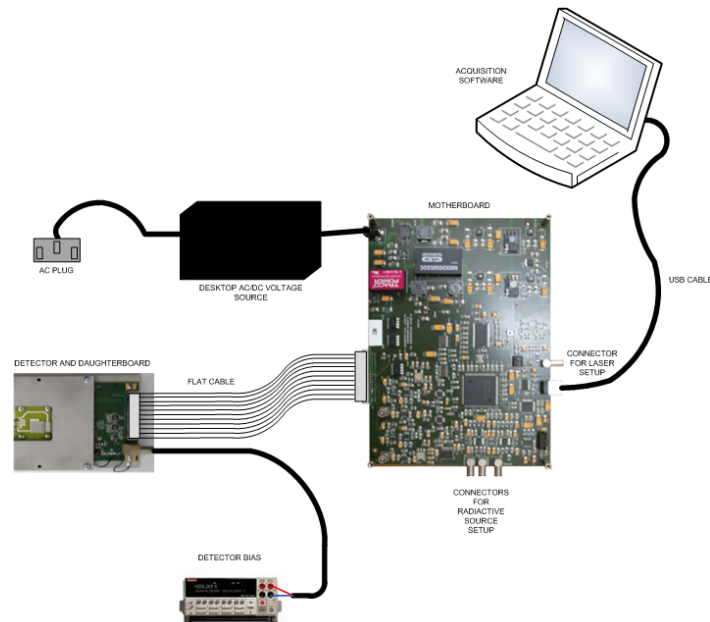 ACQUISITION
SOFTWARE
MOTHERBOARD
AC PLUG
DESKTOP AC/DC VOLTAGE
SOURCE
USB CABLE
CONNECTOR
FOR LASER
SETUP
DETECTOR AND DAUGHTERBOARD
FLAT CABLE
CONNECTORS
FOR
RADIACTIVE
SOURCE
SETUP
DETECTOR BIAS